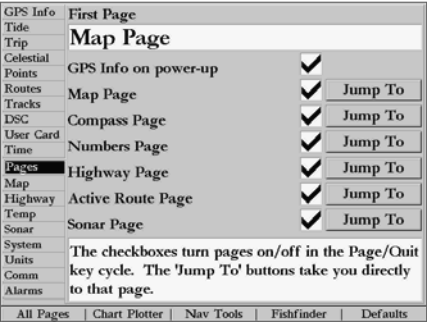 GPS Info
Tide
Trip
Celestial
Points
Routes
Tracks
DSC
User Card
Time
Pages
Map
Highway
Temp
Sonar
System
Units
Comm
Alarms
First Page
Map Page
GPS Info on power-up
Map Page Jump To
Compass Page Jump To
Numbers Page Jump To
Highway Page Jump To
Active Route Page Jump To
Sonar Page Jump To
The checkboxes turn pages on/off in the Page/Quit
key cycle. The 'Jump To' buttons take you directly
to that page.
All Pages | Chart Plotter | Nav Tools | Fishfinder | Defaults